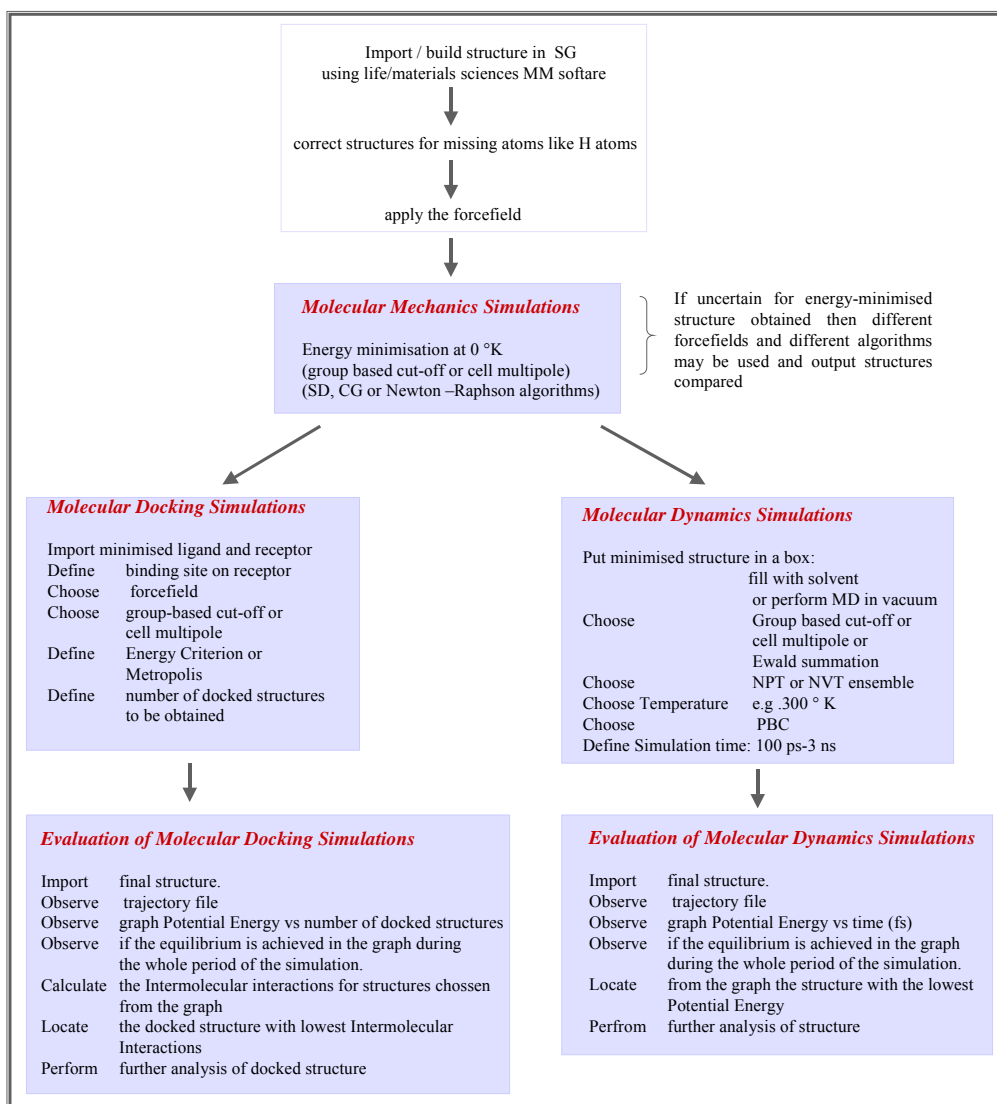 Import / build structure in SG
using life/materials sciences MM softare
correct structures for missing atoms like H atoms
apply the forcefield
Molecular Mechanics Simulations
Energy minimisation at 0 °K
(group based cut-off or cell multipole)
(SD, CG or Newton –Raphson algorithms)
If uncertain for energy-minimised
structure obtained then different
forcefields and different algorithms
may be used and output structures
compared
Molecular Docking Simulations
Import minimised ligand and receptor
Define binding site on receptor
Choose forcefield
Choose group-based cut-off or
cell multipole
Define Energy Criterion or
Metropolis
Define number of docked structures
to be obtained
Molecular Dynamics Simulations
Put minimised structure in a box:
fill with solvent
or perform MD in vacuum
Choose Group based cut-off or
cell multipole or
Ewald summation
Choose NPT or NVT ensemble
Choose Temperature e.g .300 ° K
Choose PBC
Define Simulation time: 100 ps-3 ns
Evaluation of Molecular Docking Simulations
Import final structure.
Observe trajectory file
Observe graph Potential Energy vs number of docked structures
Observe if the equilibrium is achieved in the graph during
the whole period of the simulation.
Calculate the Intermolecular interactions for structures chossen
from the graph
Locate the docked structure with lowest Intermolecular
Interactions
Perform further analysis of docked structure
Evaluation of Molecular Dynamics Simulations
Import final structure.
Observe trajectory file
Observe graph Potential Energy vs time (fs)
Observe if the equilibrium is achieved in the graph
during the whole period of the simulation.
Locate from the graph the structure with the lowest
Potential Energy
Perfrom further analysis of structure